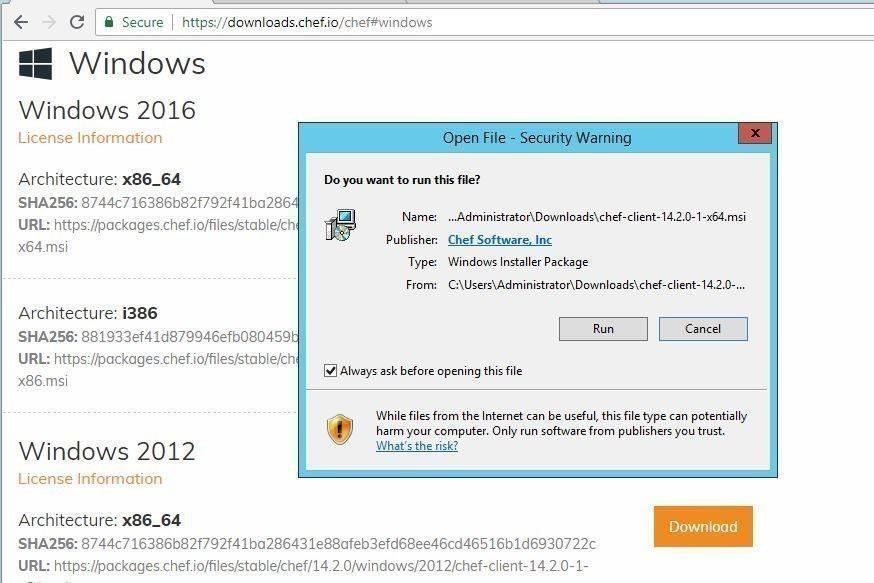 Secure https://downloads.chef.io/chef#windows
Windows
Windows 2016
License Information
Architecture: x86_64
SHA256: 8744c716386b82f792f41ba2864
URL: https://packages.chef.io/files/stable/che
x64.msi
Architecture: i386
SHA256: 881933ef41d879946efb080459b
URL: https://packages.chef.io/files/stable/che
x86.msi
Windows 2012
License Information
Architecture: x86_64
SHA256: 8744c716386b82f792f41ba286431e88afeb3efd68ee46cd46516b1d6930722c
URL: https://packages.chef.io/files/stable/chef/14.2.0/windows/2012/chef-client-14.2.0-1-
Download
Open File - Security Warning
x
Do you want to run this file?
Name: ...Administrator\Downloads\chef-client-14.2.0-1-x64.msi
Publisher: Chef Software, Inc
Type: Windows Installer Package
From: C:\Users\Administrator\Downloads\chef-client-14.2.0-...
Run Cancel
Always ask before opening this file
While files from the Internet can be useful, this file type can potentially
harm your computer. Only run software from publishers you trust.
What's the risk?